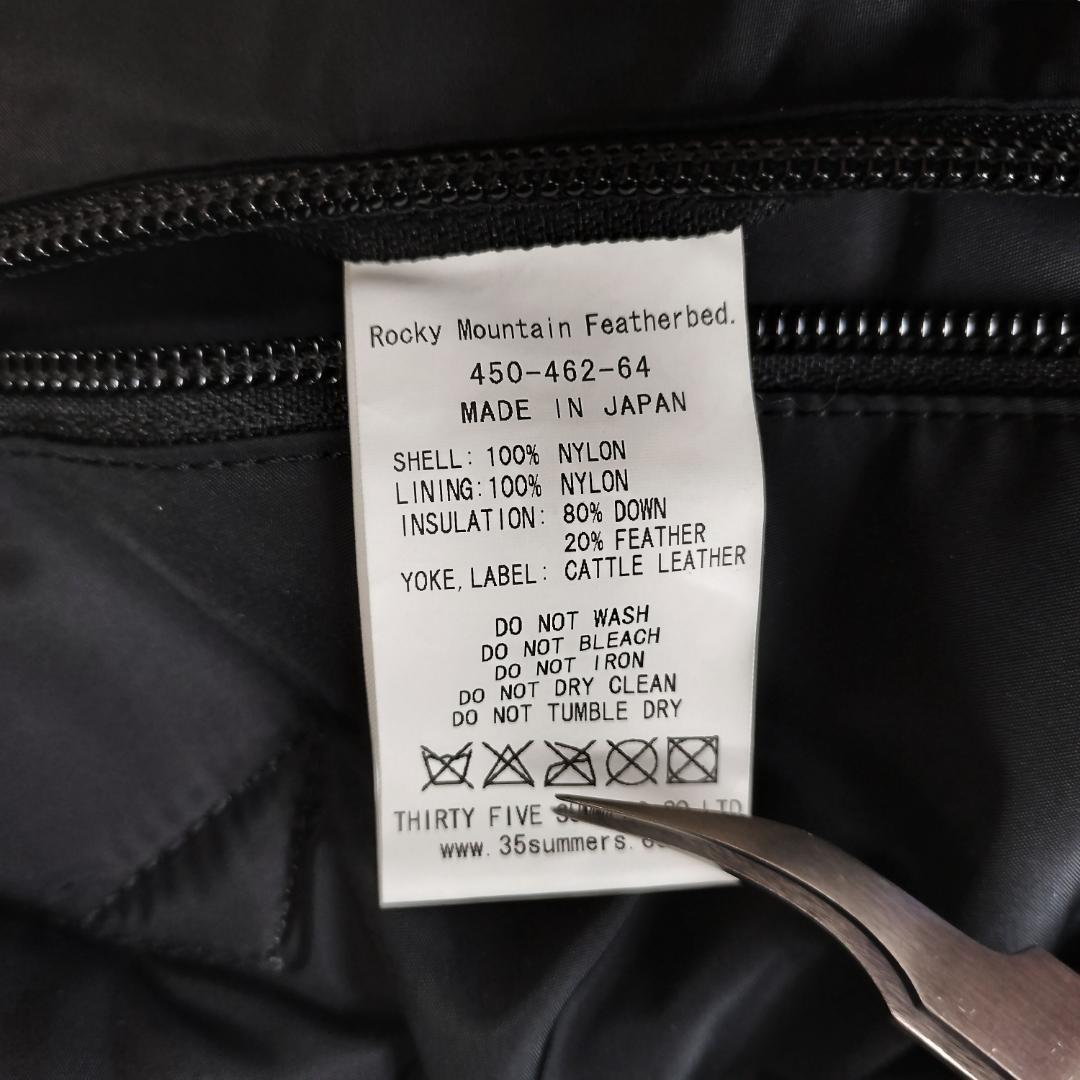 Rocky Mountain Featherbed.
450-462-64
MADE IN JAPAN
SHELL: 100% NYLON
LINING: 100% NYLON
INSULATION: 80% DOWN
20% FEATHER
YOKE, LABEL: CATTLE LEATHER
DO NOT WASH
DO NOT BLEACH
DO NOT IRON
DO NOT DRY CLEAN
DO NOT TUMBLE DRY
THIRTY FIVE LTD
www.35summers.